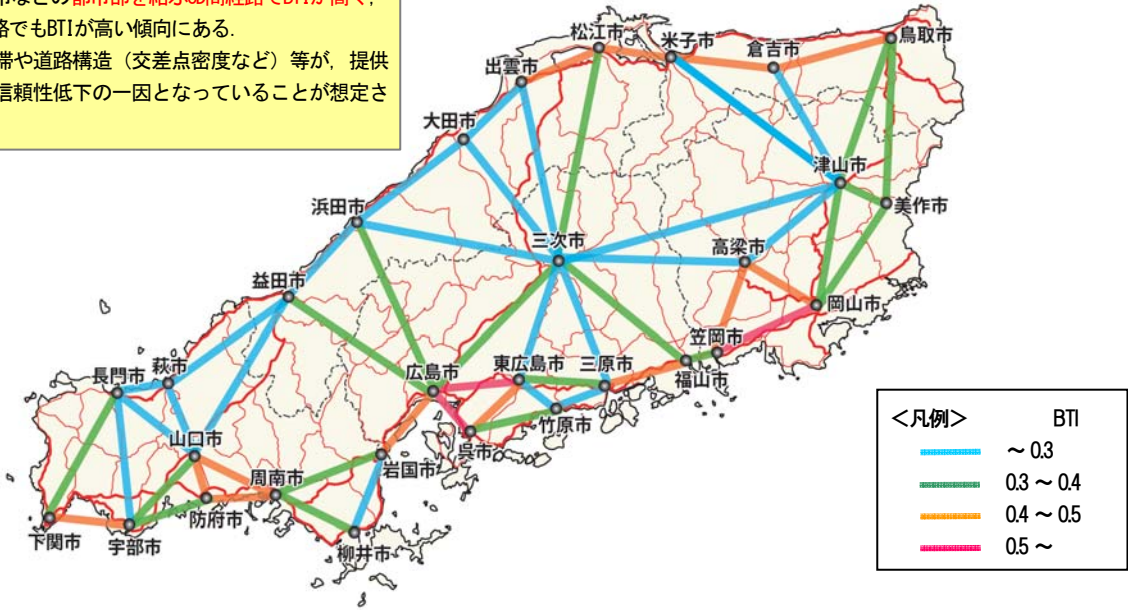 などの都市部を結ぶOD間経路でBTIが高く,
路でもBTIが高い傾向にある.
帯や道路構造（交差点密度など）等が，提供
信頼性低下の一因となっていることが想定さ
松江市
米子市
倉吉市
鳥取市
出雲市
大田市
津山市
美作市
浜田市
三次市
高梁市
益田市
岡山市
笠岡市
福山市
長門市
萩市
広島市
東広島市
三原市
竹原市
呉市
山口市
周南市
岩国市
防府市
下関市
宇部市
柳井市
＜凡例＞ BTI
～0.3
0.3～0.4
0.4～0.5
0.5～